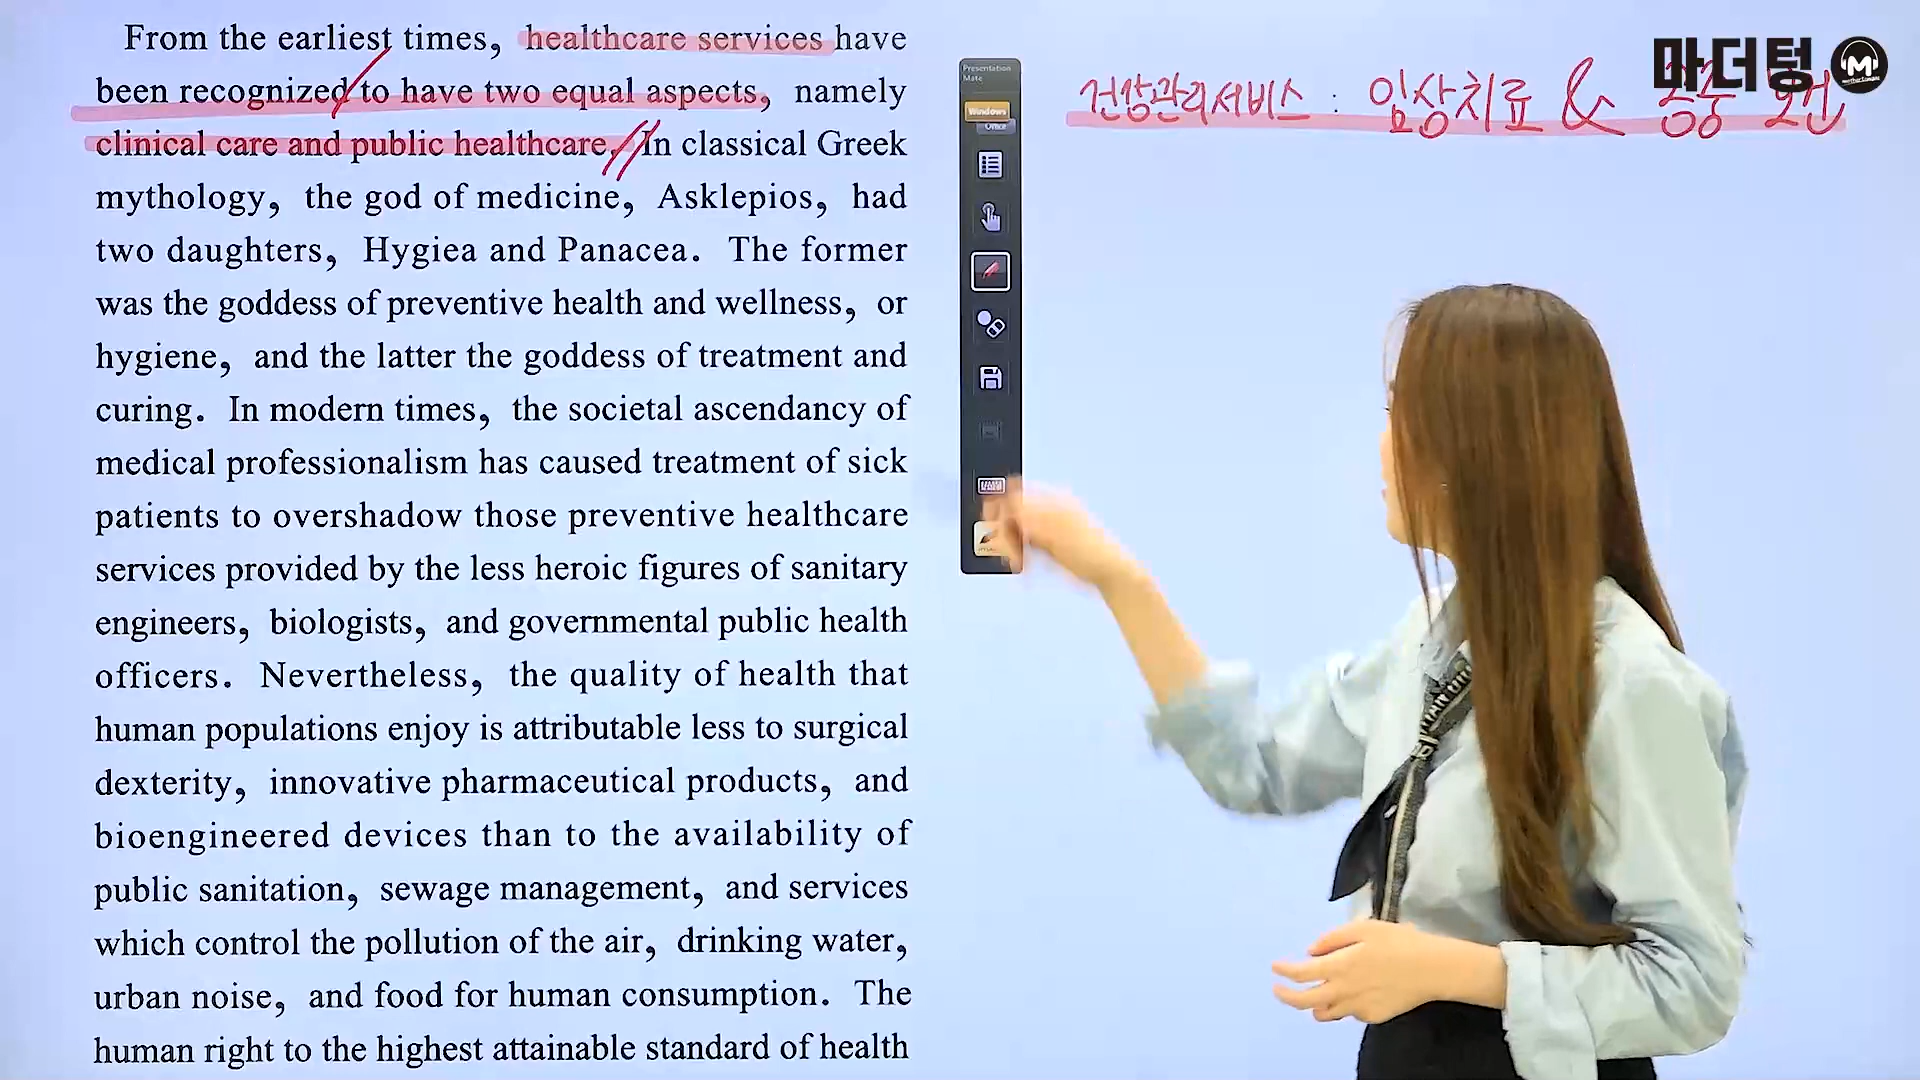 From the earliest times, healthcare services have
been recognized to have two equal aspects, namely
clinical care and public healthcare. In classical Greek
mythology, the god of medicine, Asklepios, had
two daughters, Hygiea and Panacea. The former
was the goddess of preventive health and wellness, or
hygiene, and the latter the goddess of treatment and
curing. In modern times, the societal ascendancy of
medical professionalism has caused treatment of sick
patients to overshadow those preventive healthcare
services provided by the less heroic figures of sanitary
engineers, biologists, and governmental public health
officers. Nevertheless, the quality of health that
human populations enjoy is attributable less to surgical
dexterity, innovative pharmaceutical products, and
bioengineered devices than to the availability of
public sanitation, sewage management, and services
which control the pollution of the air, drinking water,
urban noise, and food for human consumption. The
human right to the highest attainable standard of health
Presentation
Mate
Windows
Office
마더텅
건강관리서비스 : 임상치료 & 공중 보건